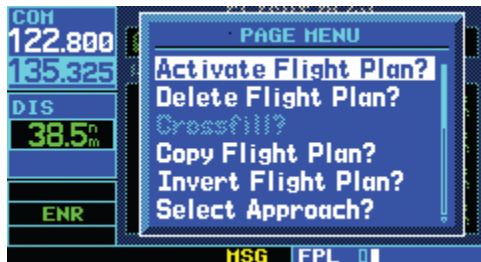 COM
122.800
135.325
DIS
38.5nm
ENR
PAGE MENU
Activate Flight Plan?
Delete Flight Plan?
Crossfill?
Copy Flight Plan?
Invert Flight Plan?
Select Approach?
MSG FPL